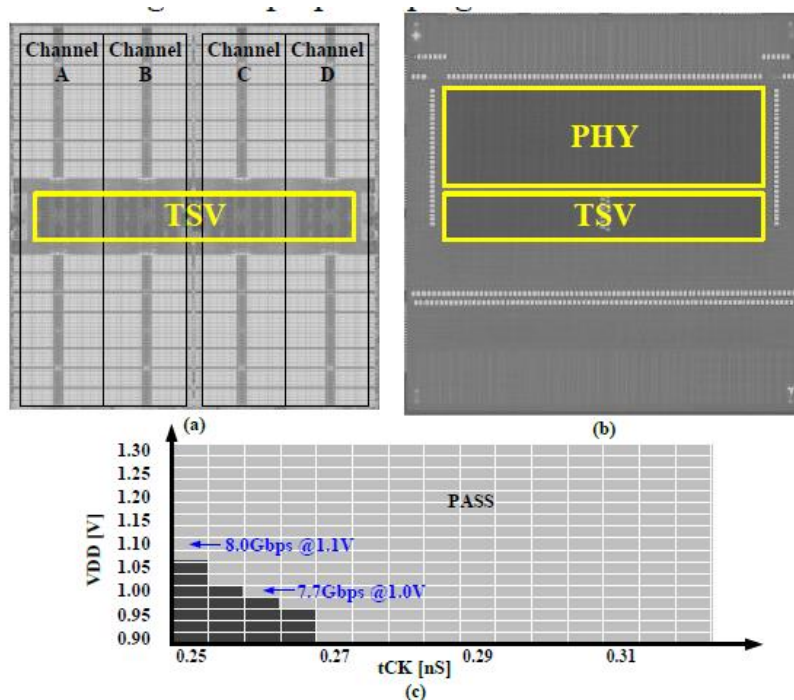 Channel Channel Channel Channel
A B C D
TSV
PHY
TSV
(a)
(b)
1.30
1.25
1.20
1.15
1.10
1.05
1.00
0.95
0.90
VDD [V]
PASS
8.0Gbps @1.1V
7.7Gbps @1.0V
0.25 0.27 0.29 0.31
tCK [nS]
(c)